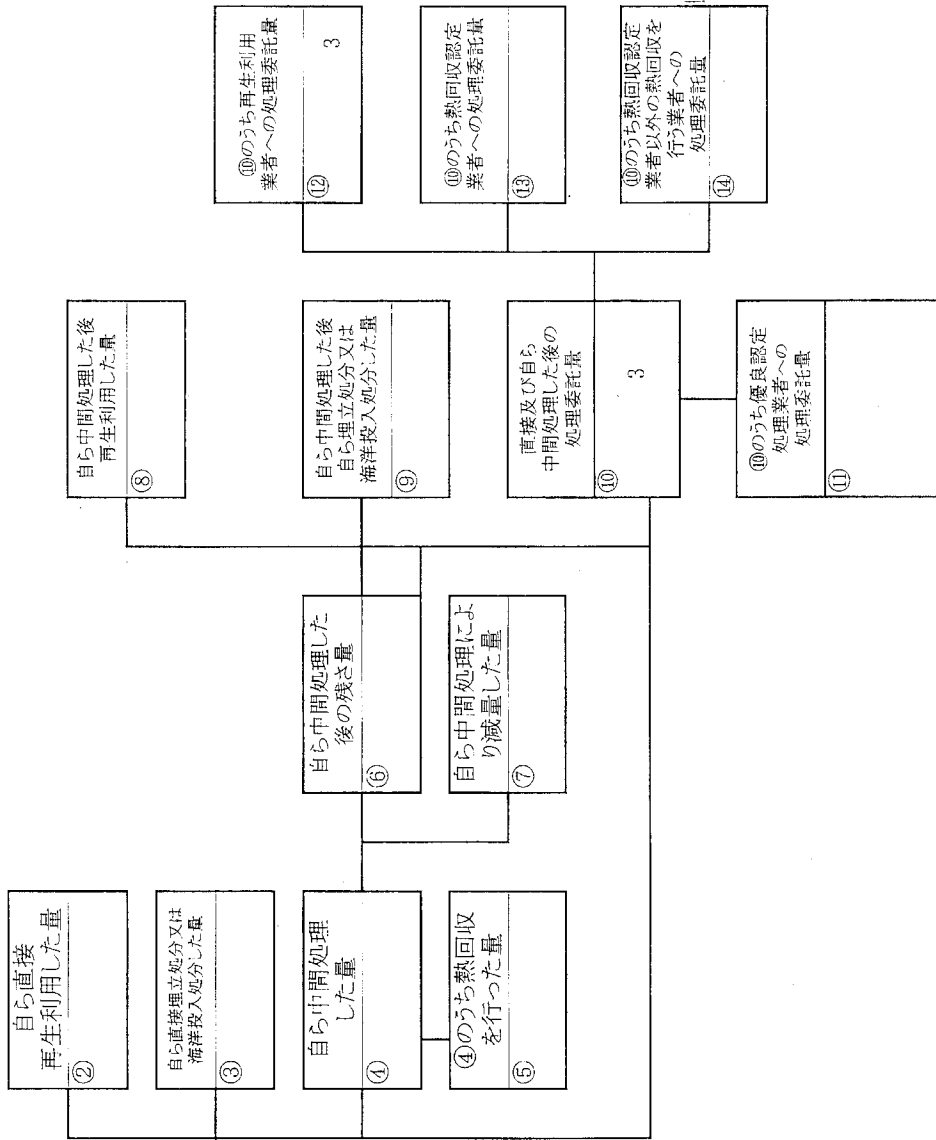 自ら直接
再生利用した量
②
自ら直接埋立処分又は
海洋投入処分した量
③
自ら中間処理
した量
④
④のうち熱回収
を行った量
⑤
自ら中間処理した
後の残さ量
⑥
自ら中間処理によ
り減量した量
⑦
自ら中間処理した後
再生利用した量
⑧
自ら中間処理した後
自ら埋立処分又は
海洋投入処分した量
⑨
直接及び自ら
中間処理した後の
処理委託量
⑩
3
⑩のうち優良認定
処理業者への
処理委託量
⑪
⑩のうち再生利用
業者への処理委託量
⑫
3
⑩のうち熱回収認定
業者への処理委託量
⑬
⑩のうち熱回収認定
業者以外の熱回収を
行う業者への
処理委託量
⑭